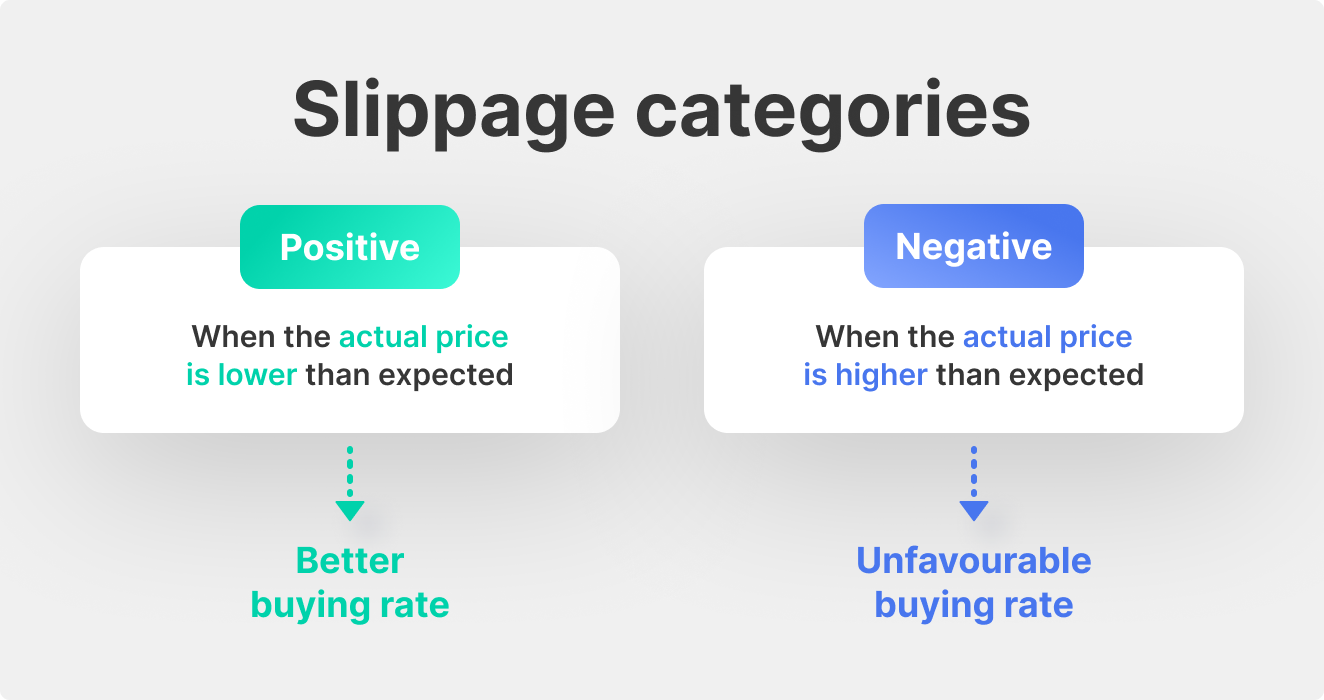 Slippage categories
Positive
When the actual price
is lower than expected
Better
buying rate
Negative
When the actual price
is higher than expected
Unfavourable
buying rate